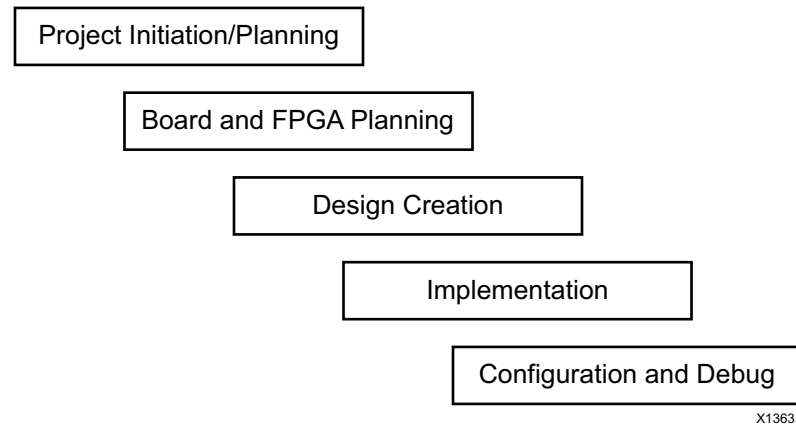 Project Initiation/Planning
Board and FPGA Planning
Design Creation
Implementation
Configuration and Debug
X1363